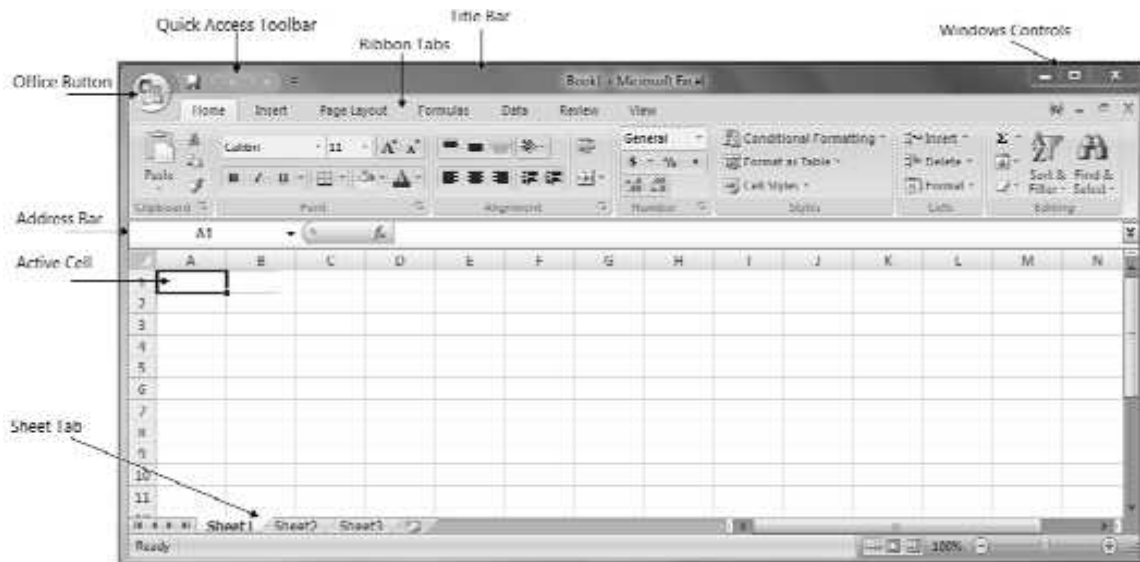 Title Bar
Quick Access Toolbar
Windows Controls
Ribbon Tabs
Office Button
Book1 - Microsoft Excel
Home Insert Page Layout Formulas Data Review View
Calibri 11 General Conditional Formatting Insert Σ
$ % , Format as Table Delete
Paste B I U Cell Styles Format Sort & Filter Find & Select
Clipboard Font Alignment Number Styles Cells Editing
Address Bar
A1 fx
Active Cell
A B C D E F G H I J K L M N
1
2
3
4
5
6
7
8
9
10
11
Sheet Tab
Sheet1 Sheet2 Sheet3
Ready 100%